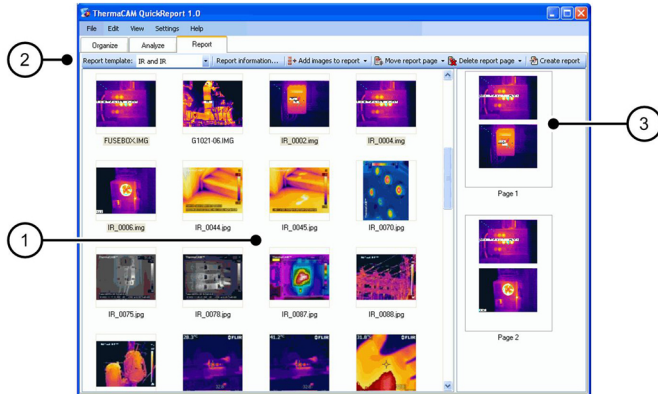 ThermaCAM QuickReport 1.0
File Edit View Settings Help
Organize Analyze Report
2
Report template: IR and IR Report information... Add images to report Move report page Delete report page Create report
FUSEBOX.IMG G1021-06.IMG IR_0002.img IR_0004.img
3
Page 1
IR_0006.img IR_0044.jpg IR_0045.jpg IR_0070.jpg
1
IR_0075.jpg IR_0078.jpg IR_0087.jpg IR_0088.jpg
Page 2